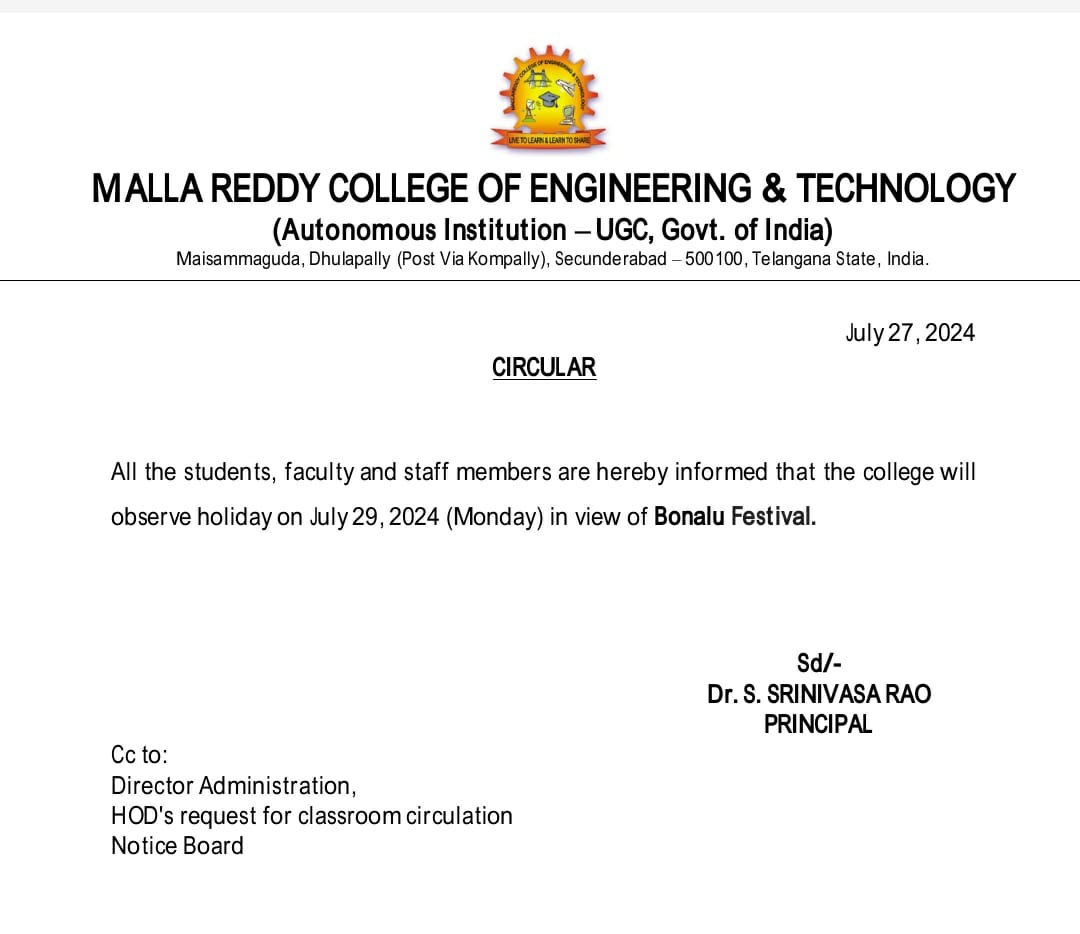 MALLAREDDY COLLEGE OF ENGINEERING & TECHNOLOGY
LIVE TO LEARN & LEARN TO SHARE
MALLA REDDY COLLEGE OF ENGINEERING & TECHNOLOGY
(Autonomous Institution – UGC, Govt. of India)
Maisammaguda, Dhulapally (Post Via Kompally), Secunderabad – 500100, Telangana State, India.
July 27, 2024
CIRCULAR
All the students, faculty and staff members are hereby informed that the college will
observe holiday on July 29, 2024 (Monday) in view of Bonalu Festival.
Sd/-
Dr. S. SRINIVASA RAO
PRINCIPAL
Cc to:
Director Administration,
HOD's request for classroom circulation
Notice Board